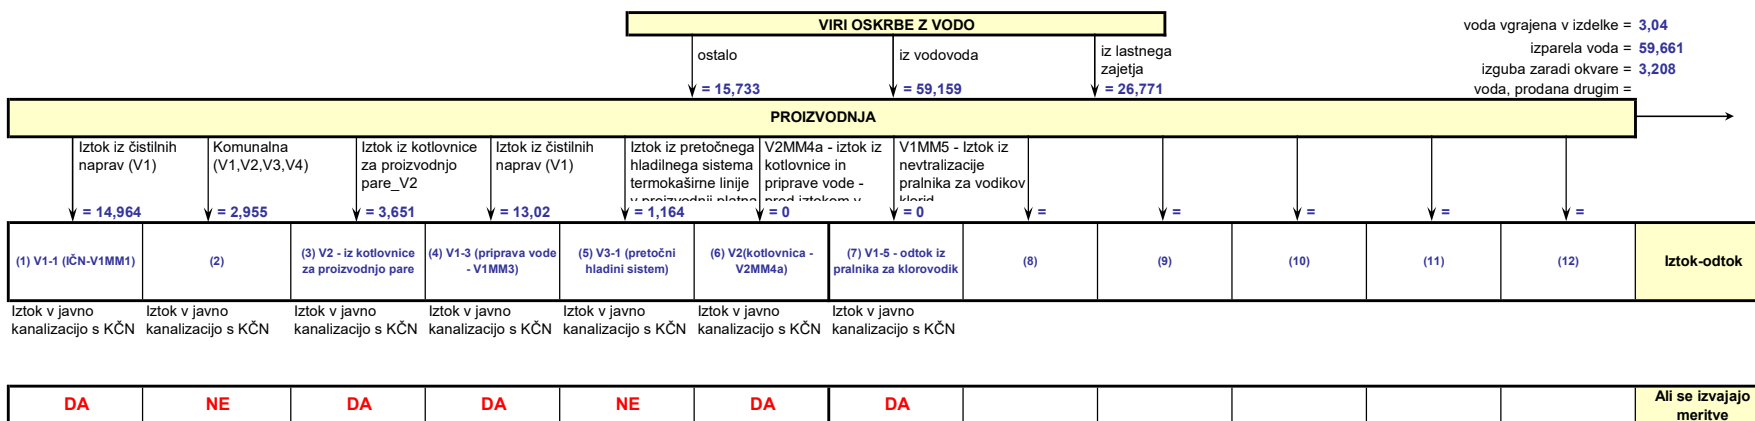 VIRI OSKRBE Z VODO
ostalo
= 15,733
iz vodovoda
= 59,159
iz lastnega
zajetja
= 26,771
voda vgrajena v izdelke = 3,04
izparela voda = 59,661
izguba zaradi okvare = 3,208
voda, prodana drugim =
PROIZVODNJA
Iztok iz čistilnih
naprav (V1)
= 14,964
Komunalna
(V1,V2,V3,V4)
= 2,955
Iztok iz kotlovnice
za proizvodnjo
pare_V2
= 3,651
Iztok iz čistilnih
naprav (V1)
= 13,02
Iztok iz pretočnega
hladilnega sistema
termokaširne linije
v proizvodnji platna
= 1,164
V2MM4a - iztok iz
kotlovnice in
priprave vode -
pred iztokom v
= 0
V1MM5 - Iztok iz
nevtralizacije
pralnika za vodikov
klorid
= 0
=
=
=
=
=
(1) V1-1 (IČN-V1MM1)
(2)
(3) V2 - iz kotlovnice
za proizvodnjo pare
(4) V1-3 (priprava vode
- V1MM3)
(5) V3-1 (pretočni
hladini sistem)
(6) V2(kotlovnica -
V2MM4a)
(7) V1-5 - odtok iz
pralnika za klorovodik
(8)
(9)
(10)
(11)
(12)
Iztok-odtok
Iztok v javno
kanalizacijo s KČN
Iztok v javno
kanalizacijo s KČN
Iztok v javno
kanalizacijo s KČN
Iztok v javno
kanalizacijo s KČN
Iztok v javno
kanalizacijo s KČN
Iztok v javno
kanalizacijo s KČN
Iztok v javno
kanalizacijo s KČN
DA
NE
DA
DA
NE
DA
DA
Ali se izvajajo
meritve